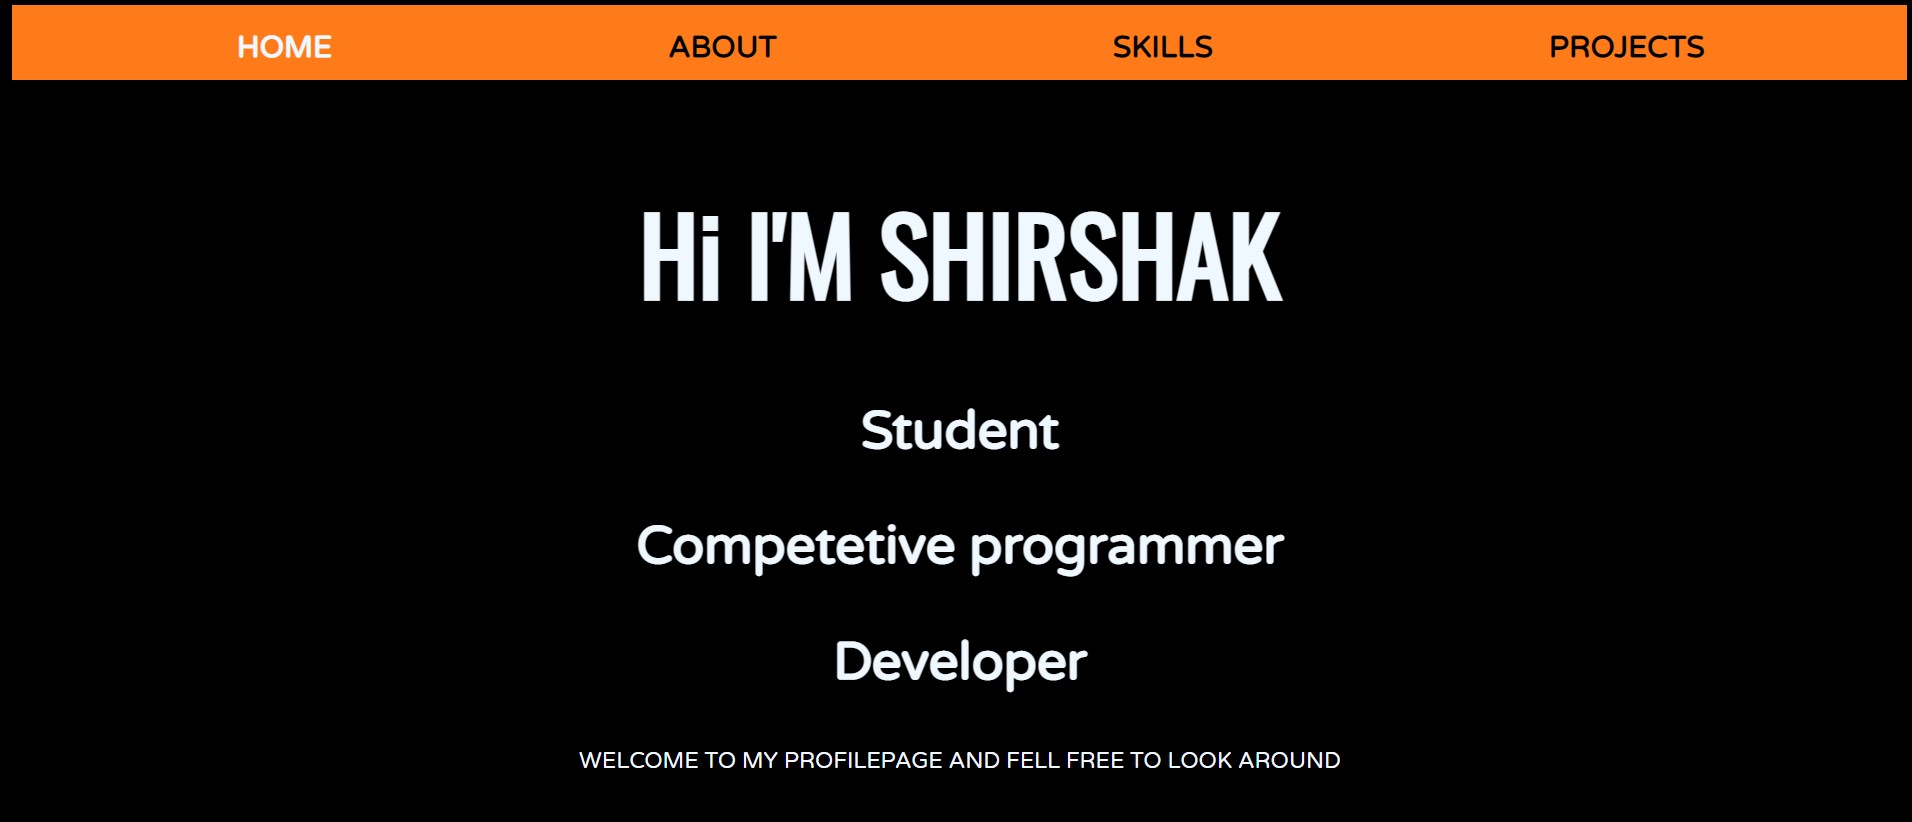 HOME ABOUT SKILLS PROJECTS
Hi I'M SHIRSHAK
Student
Competetive programmer
Developer
WELCOME TO MY PROFILEPAGE AND FELL FREE TO LOOK AROUND